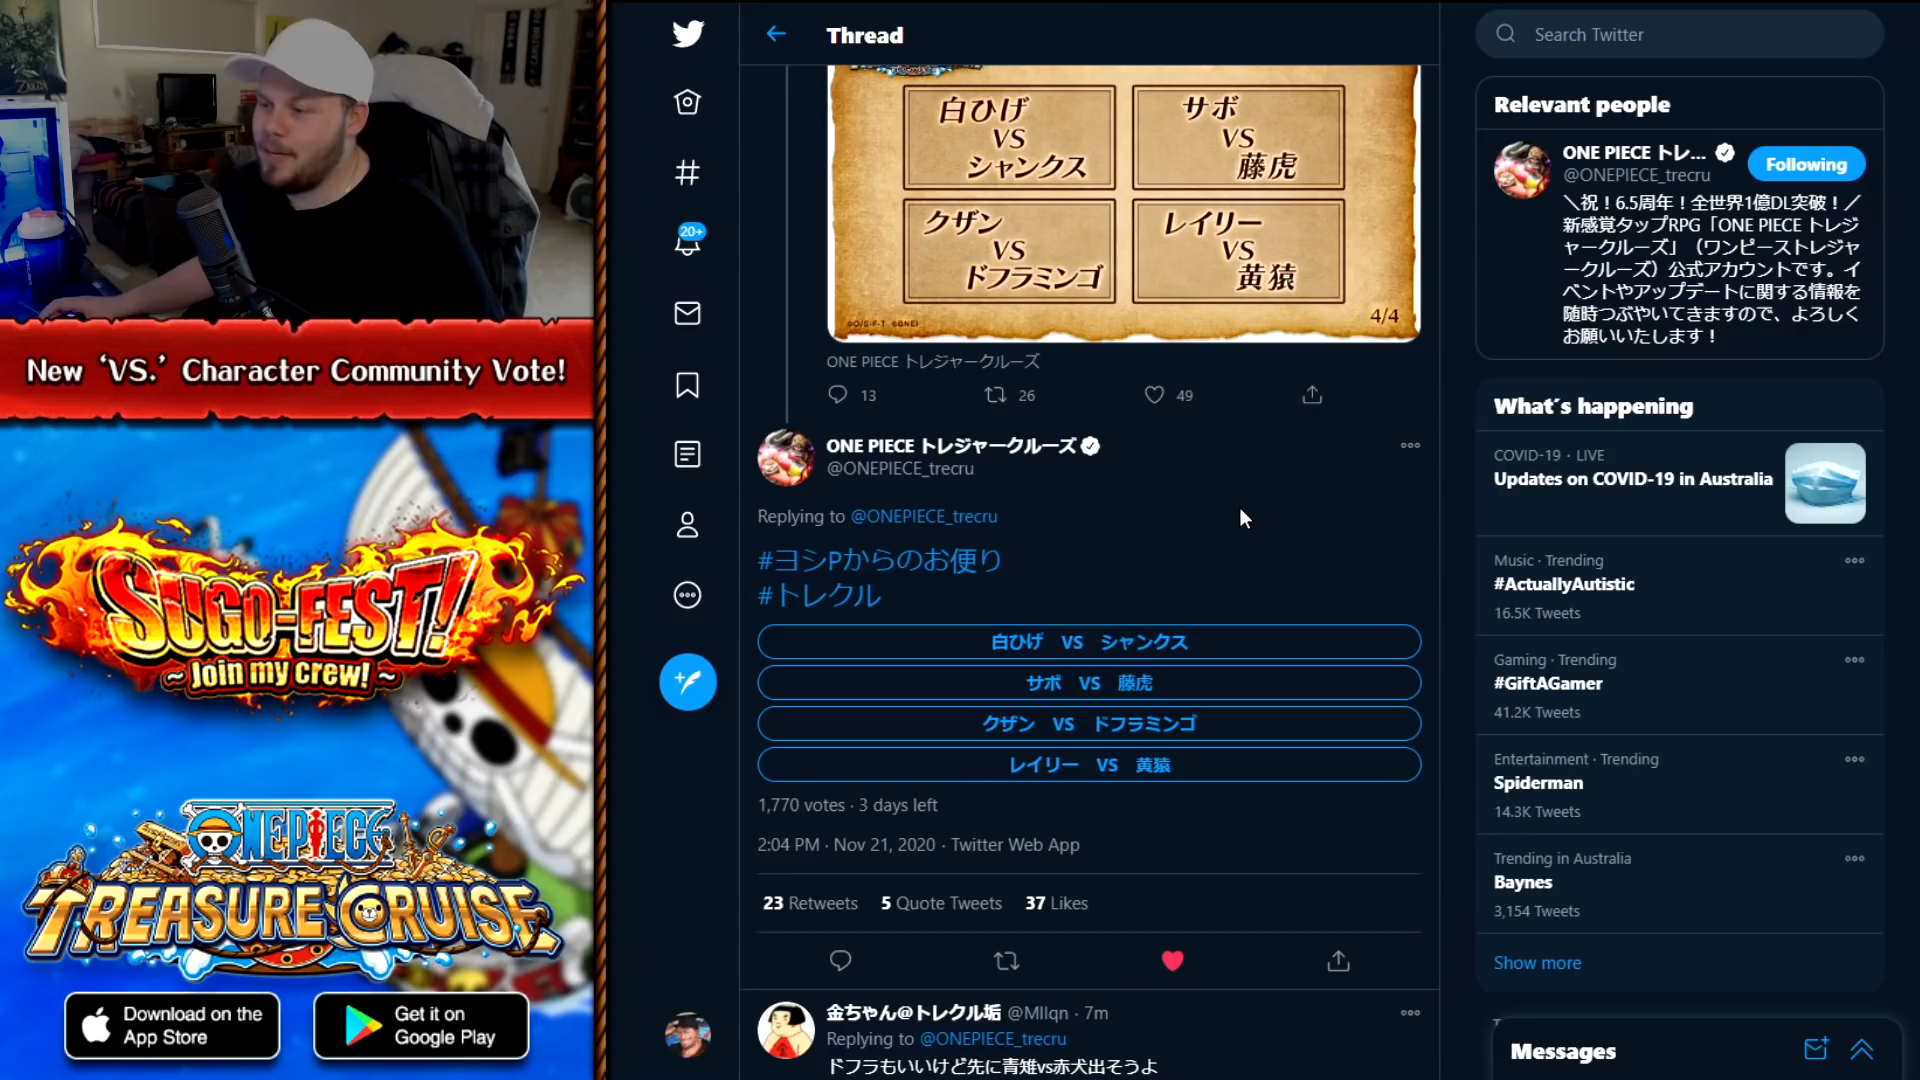 New 'VS.' Character Community Vote!
SUGO-FEST!
~Join my crew!~
ONE PIECE
TREASURE CRUISE
Download on the
App Store
Get it on
Google Play
20+
Thread
白ひげ
VS
シャンクス
サボ
VS
藤虎
クザン
VS
ドフラミンゴ
レイリー
VS
黄猿
4/4
ONE PIECE トレジャークルーズ
13
26
49
ONE PIECE トレジャークルーズ
@ONEPIECE_trecru
Replying to @ONEPIECE_trecru
#ヨシPからのお便り
#トレクル
白ひげ VS シャンクス
サボ VS 藤虎
クザン VS ドフラミンゴ
レイリー VS 黄猿
1,770 votes · 3 days left
2:04 PM · Nov 21, 2020 · Twitter Web App
23 Retweets 5 Quote Tweets 37 Likes
金ちゃん@トレクル垢 @MIlqn · 7m
Replying to @ONEPIECE_trecru
ドフラもいいけど先に青雉vs赤犬出そうよ
Search Twitter
Relevant people
ONE PIECE トレ...
@ONEPIECE_trecru
Following
＼祝！6.5周年！全世界1億DL突破！／
新感覚タップRPG「ONE PIECE トレジ
ャークルーズ」（ワンピーストレジャ
ークルーズ）公式アカウントです。イ
ベントやアップデートに関する情報を
随時つぶやいてきますので、よろしく
お願いいたします！
What's happening
COVID-19 · LIVE
Updates on COVID-19 in Australia
Music · Trending
#ActuallyAutistic
16.5K Tweets
Gaming · Trending
#GiftAGamer
41.2K Tweets
Entertainment · Trending
Spiderman
14.3K Tweets
Trending in Australia
Baynes
3,154 Tweets
Show more
Messages